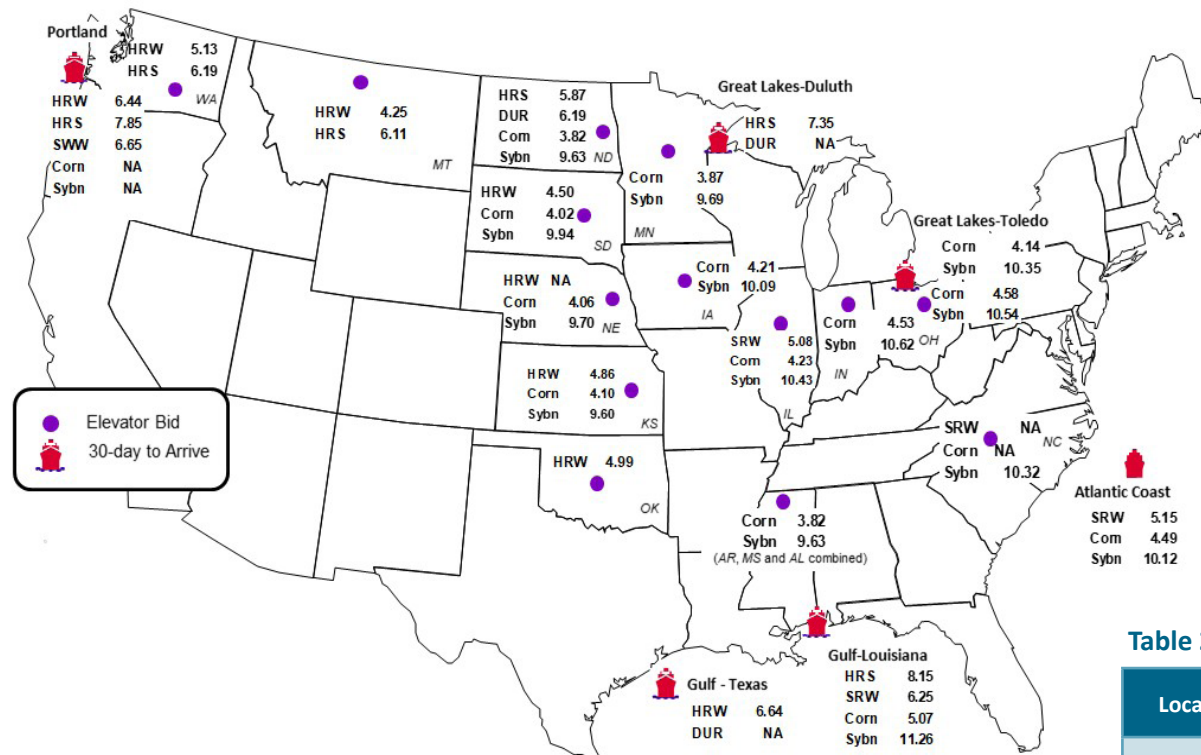 Portland
HRW 5.13
HRS 6.19
WA
HRW 6.44
HRS 7.85
SWW 6.65
Corn NA
Sybn NA
HRW 4.25
HRS 6.11
MT
HRS 5.87
DUR 6.19
Corn 3.82
Sybn 9.63 ND
HRW 4.50
Corn 4.02
Sybn 9.94 SD
HRW NA
Corn 4.06
Sybn 9.70 NE
HRW 4.86
Corn 4.10
Sybn 9.60 KS
HRW 4.99
OK
Great Lakes-Duluth
HRS 7.35
DUR NA
Corn 3.87
Sybn 9.69
MN
Corn 4.21
Sybn 10.09
IA
SRW 5.08
Corn 4.23
Sybn 10.43
IL
Great Lakes-Toledo
Corn 4.14
Sybn 10.35
Corn 4.58
Sybn 10.54
Corn 4.53
Sybn 10.62 OH
IN
SRW NA
NC
Corn NA
Sybn 10.32
Atlantic Coast
SRW 5.15
Corn 4.49
Sybn 10.12
Corn 3.82
Sybn 9.63
(AR, MS and AL combined)
Gulf-Louisiana
HRS 8.15
SRW 6.25
Corn 5.07
Sybn 11.26
Gulf - Texas
HRW 6.64
DUR NA
Elevator Bid
30-day to Arrive
Table
Loca